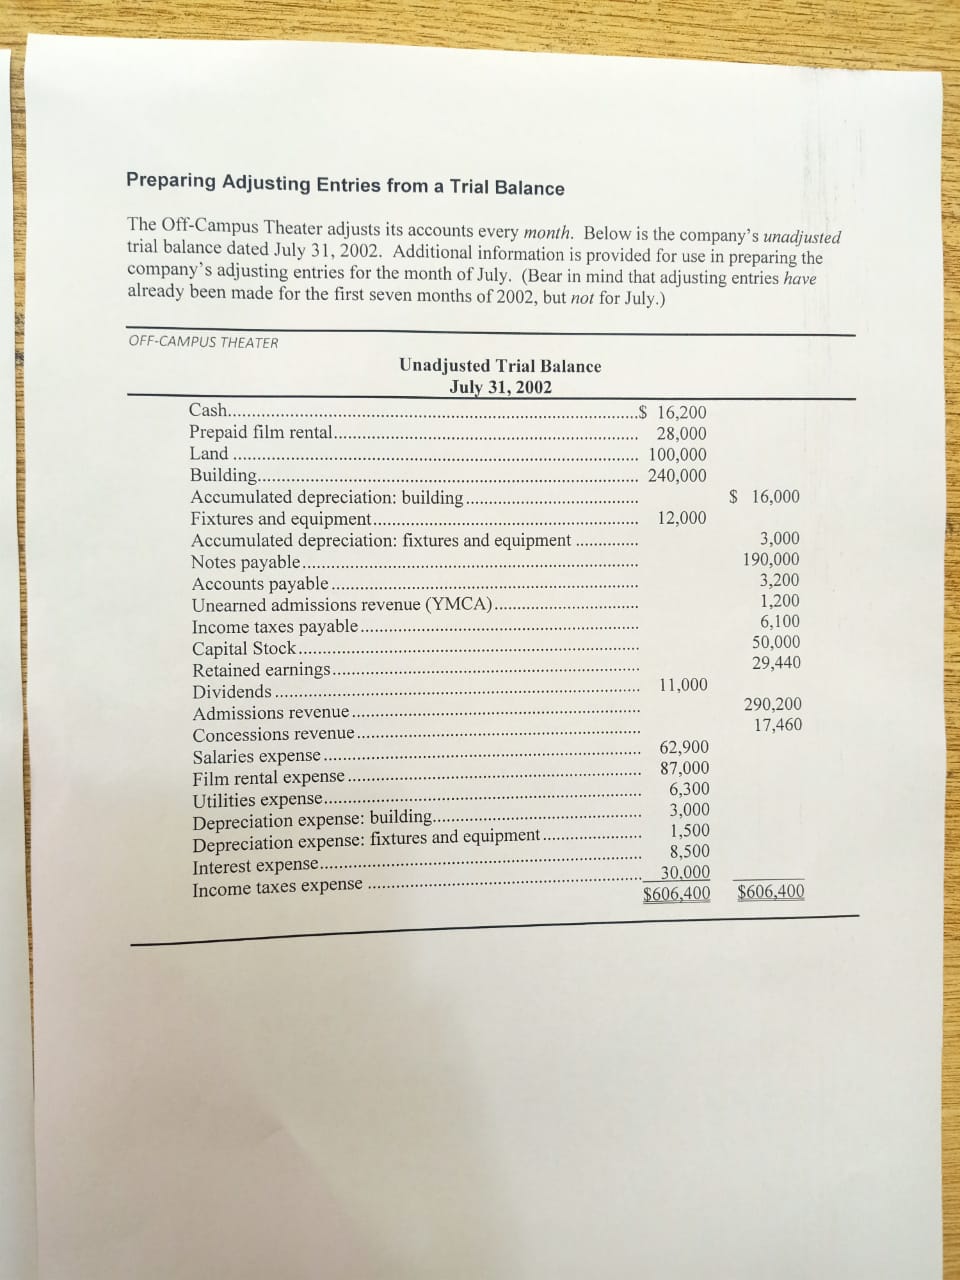 Preparing Adjusting Entries from a Trial Balance
The Off-Campus Theater adjusts its accounts every month. Below is the company's unadjusted
trial balance dated July 31, 2002. Additional information is provided for use in preparing the
company's adjusting entries for the month of July. (Bear in mind that adjusting entries have
already been made for the first seven months of 2002, but not for July.)
OFF-CAMPUS THEATER
Unadjusted Trial Balance
July 31, 2002
Cash $ 16,200
Prepaid film rental 28,000
Land 100,000
Building 240,000
Accumulated depreciation: building $ 16,000
Fixtures and equipment 12,000
Accumulated depreciation: fixtures and equipment 3,000
Notes payable 190,000
Accounts payable 3,200
Unearned admissions revenue (YMCA) 1,200
Income taxes payable 6,100
Capital Stock 50,000
Retained earnings 29,440
Dividends 11,000
Admissions revenue 290,200
Concessions revenue 17,460
Salaries expense 62,900
Film rental expense 87,000
Utilities expense 6,300
Depreciation expense: building 3,000
Depreciation expense: fixtures and equipment 1,500
Interest expense 8,500
Income taxes expense 30,000
$606,400 $606,400